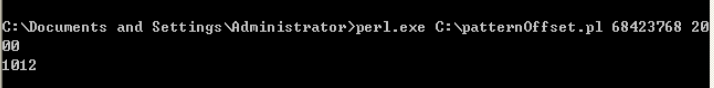 C:\Documents and Settings\Administrator>perl.exe C:\patternOffset.pl 68423768 20
00
1012